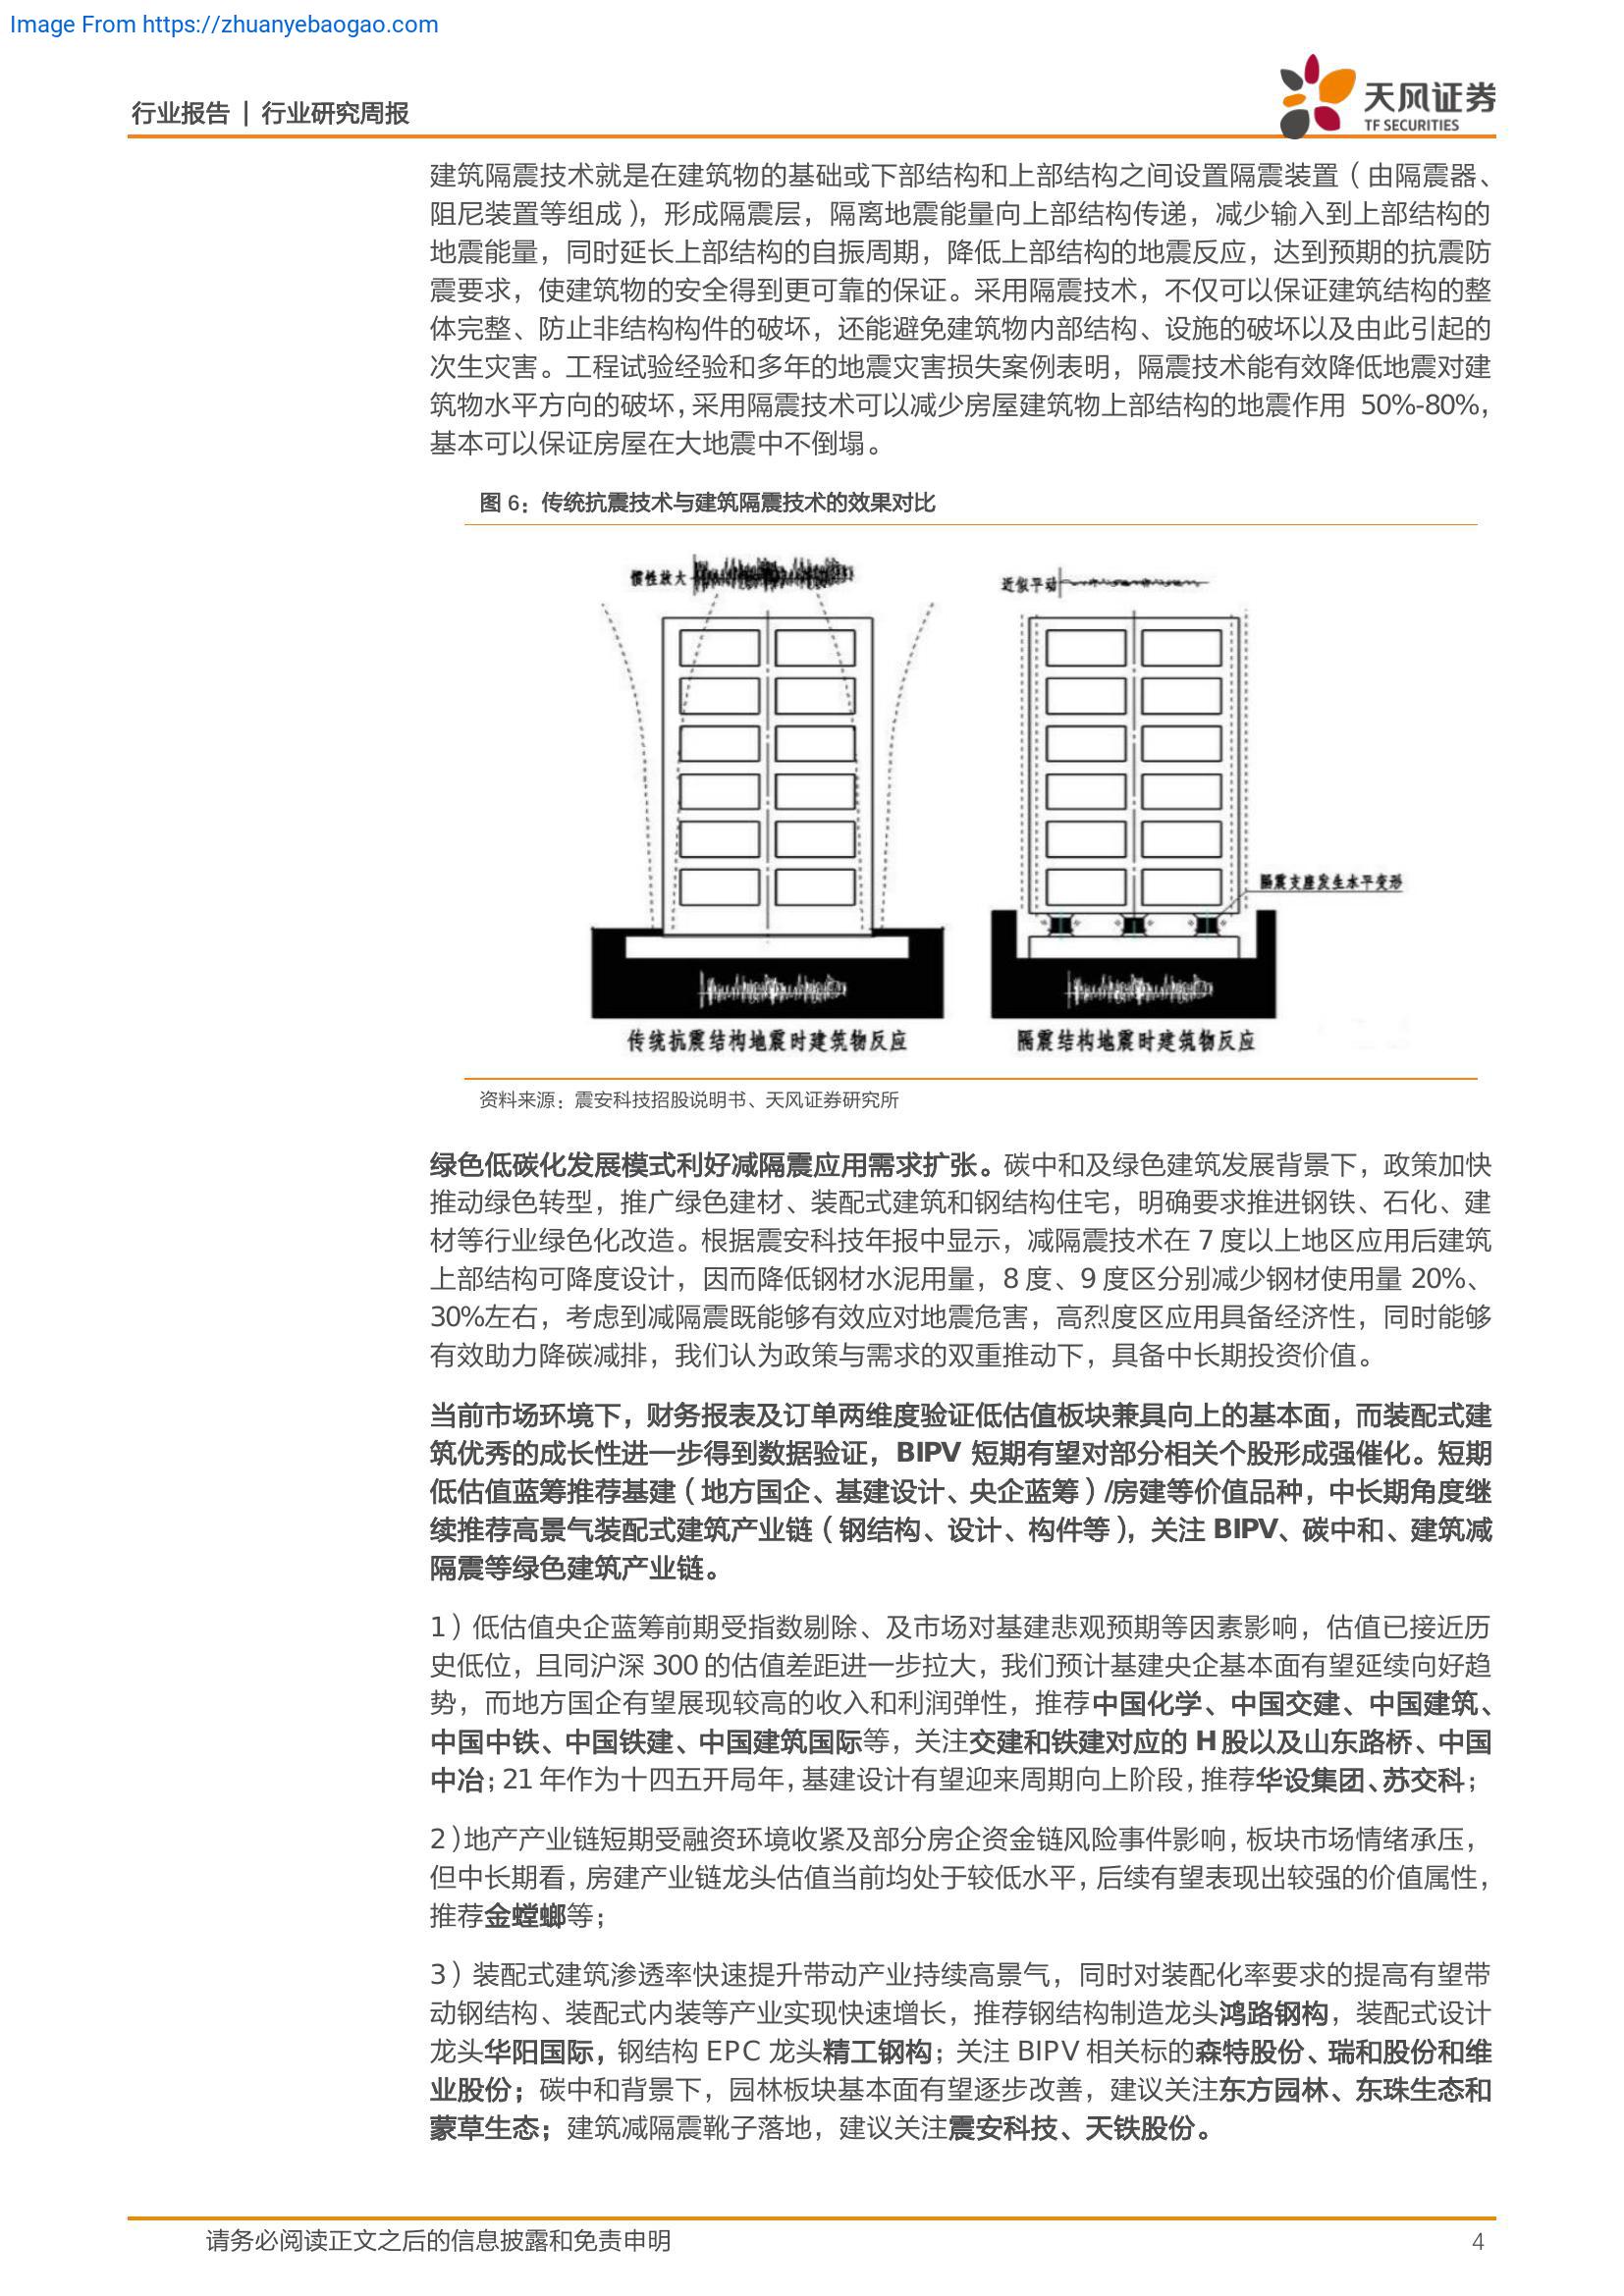 Image From https://zhuanyebaogao.com
行业报告 | 行业研究周报
天风证券
TF SECURITIES
建筑隔震技术就是在建筑物的基础或下部结构和上部结构之间设置隔震装置（由隔震器、
阻尼装置等组成），形成隔震层，隔离地震能量向上部结构传递，减少输入到上部结构的
地震能量，同时延长上部结构的自振周期，降低上部结构的地震反应，达到预期的抗震防
震要求，使建筑物的安全得到更可靠的保证。采用隔震技术，不仅可以保证建筑结构的整
体完整、防止非结构构件的破坏，还能避免建筑物内部结构、设施的破坏以及由此引起的
次生灾害。工程试验经验和多年的地震灾害损失案例表明，隔震技术能有效降低地震对建
筑物水平方向的破坏，采用隔震技术可以减少房屋建筑物上部结构的地震作用 50%-80%，
基本可以保证房屋在大地震中不倒塌。
图 6：传统抗震技术与建筑隔震技术的效果对比
惯性放大
近似平动
隔震支座发生水平变形
传统抗震结构地震时建筑物反应
隔震结构地震时建筑物反应
资料来源：震安科技招股说明书、天风证券研究所
绿色低碳化发展模式利好减隔震应用需求扩张。碳中和及绿色建筑发展背景下，政策加快
推动绿色转型，推广绿色建材、装配式建筑和钢结构住宅，明确要求推进钢铁、石化、建
材等行业绿色化改造。根据震安科技年报中显示，减隔震技术在 7 度以上地区应用后建筑
上部结构可降度设计，因而降低钢材水泥用量，8 度、9 度区分别减少钢材使用量 20%、
30%左右，考虑到减隔震既能够有效应对地震危害，高烈度区应用具备经济性，同时能够
有效助力降碳减排，我们认为政策与需求的双重推动下，具备中长期投资价值。
当前市场环境下，财务报表及订单两维度验证低估值板块兼具向上的基本面，而装配式建
筑优秀的成长性进一步得到数据验证，BIPV 短期有望对部分相关个股形成强催化。短期
低估值蓝筹推荐基建（地方国企、基建设计、央企蓝筹）/房建等价值品种，中长期角度继
续推荐高景气装配式建筑产业链（钢结构、设计、构件等），关注 BIPV、碳中和、建筑减
隔震等绿色建筑产业链。
1）低估值央企蓝筹前期受指数剔除、及市场对基建悲观预期等因素影响，估值已接近历
史低位，且同沪深 300 的估值差距进一步拉大，我们预计基建央企基本面有望延续向好趋
势，而地方国企有望展现较高的收入和利润弹性，推荐中国化学、中国交建、中国建筑、
中国中铁、中国铁建、中国建筑国际等，关注交建和铁建对应的 H 股以及山东路桥、中国
中冶；21 年作为十四五开局年，基建设计有望迎来周期向上阶段，推荐华设集团、苏交科；
2）地产产业链短期受融资环境收紧及部分房企资金链风险事件影响，板块市场情绪承压，
但中长期看，房建产业链龙头估值当前均处于较低水平，后续有望表现出较强的价值属性，
推荐金螳螂等；
3）装配式建筑渗透率快速提升带动产业持续高景气，同时对装配化率要求的提高有望带
动钢结构、装配式内装等产业实现快速增长，推荐钢结构制造龙头鸿路钢构，装配式设计
龙头华阳国际，钢结构 EPC 龙头精工钢构；关注 BIPV 相关标的森特股份、瑞和股份和维
业股份；碳中和背景下，园林板块基本面有望逐步改善，建议关注东方园林、东珠生态和
蒙草生态；建筑减隔震靴子落地，建议关注震安科技、天铁股份。
请务必阅读正文之后的信息披露和免责申明
4